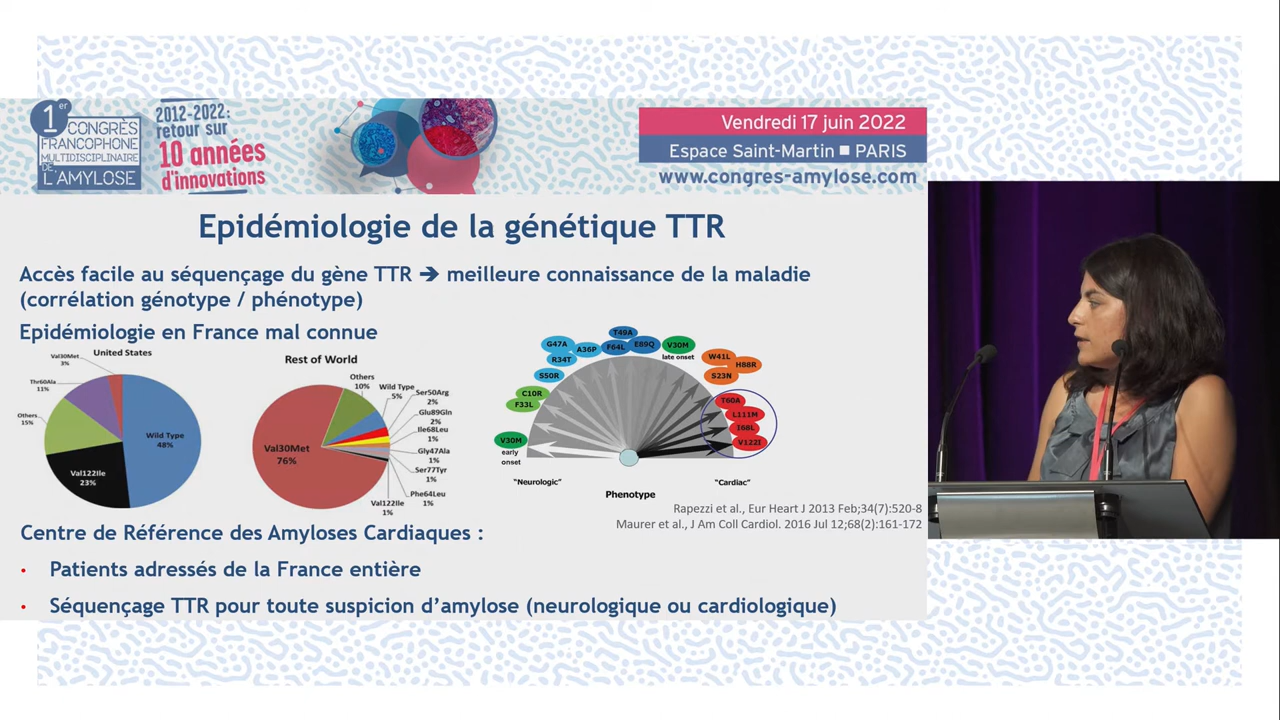 1er
CONGRÈS
FRANCOPHONE
MULTIDISCIPLINAIRE
DE
L'AMYLOSE
2012-2022:
retour sur
10 années
d'innovations
Vendredi 17 juin 2022
Espace Saint-Martin ■ PARIS
www.congres-amylose.com
Epidémiologie de la génétique TTR
Accès facile au séquençage du gène TTR ➔ meilleure connaissance de la maladie
(corrélation génotype / phénotype)
Epidémiologie en France mal connue
United States
Val30Met
3%
Thr60Ala
11%
Others
15%
Wild Type
48%
Val122Ile
23%
Rest of World
Others
10%
Wild Type
5%
Ser50Arg
2%
Glu89Gln
2%
Ile68Leu
1%
Gly47Ala
1%
Ser77Tyr
1%
Phe64Leu
1%
Val122Ile
1%
Val30Met
76%
V30M
early
onset
F33L
C10R
S50R
R34T
G47A
A36P
T49A
F64L
E89Q
V30M
late onset
W41L
H88R
S23N
T60A
L111M
I68L
V122I
"Neurologic"
"Cardiac"
Phenotype
Rapezzi et al., Eur Heart J 2013 Feb;34(7):520-8
Maurer et al., J Am Coll Cardiol. 2016 Jul 12;68(2):161-172
Centre de Référence des Amyloses Cardiaques :
• Patients adressés de la France entière
• Séquençage TTR pour toute suspicion d'amylose (neurologique ou cardiologique)